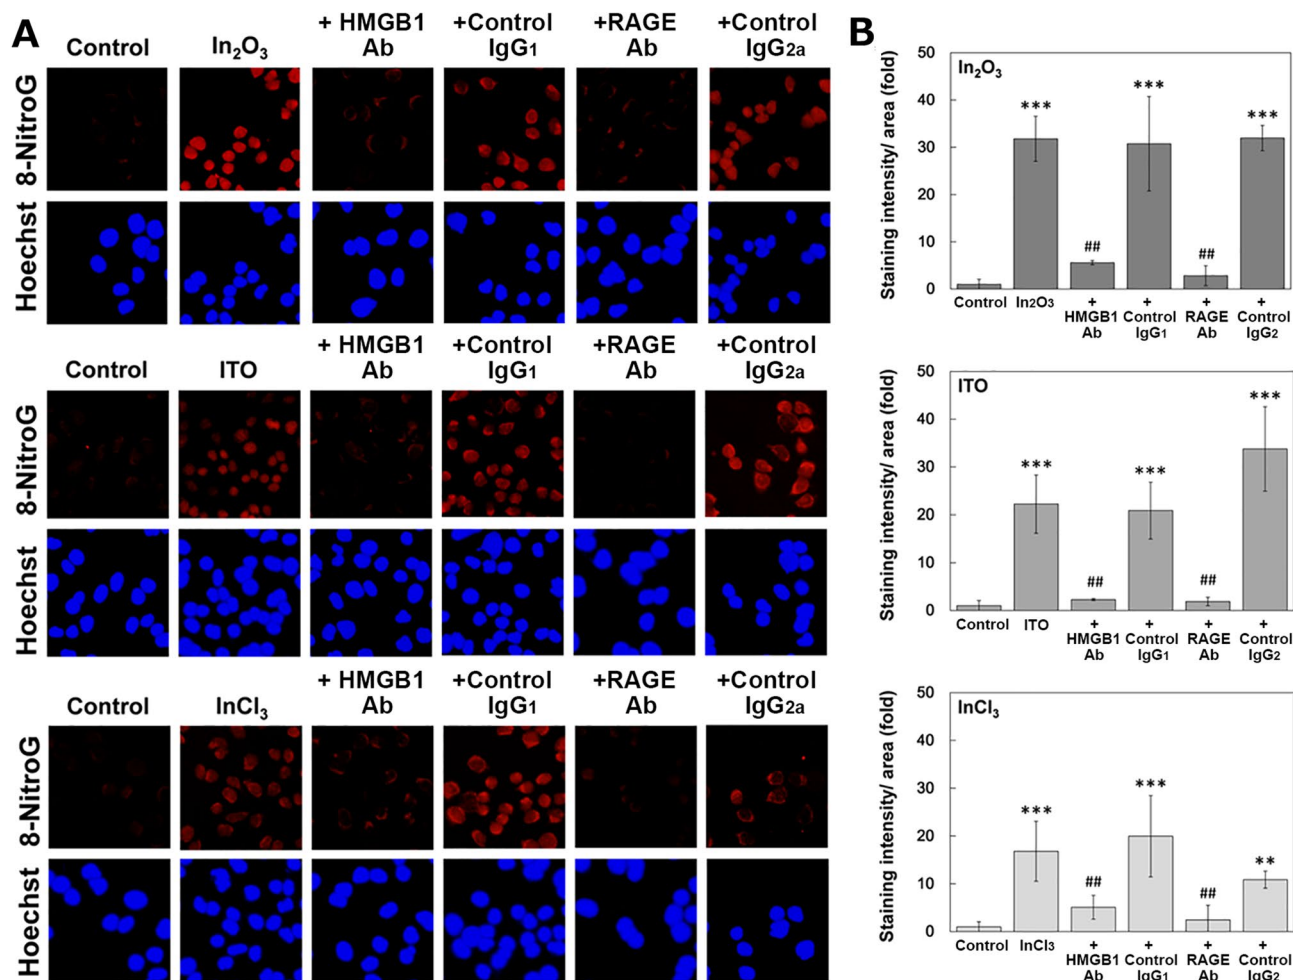 A
Control
In₂O₃
+ HMGB1
Ab
+Control
IgG1
+RAGE
Ab
+Control
IgG2a
8-NitroG
Hoechst
Control
ITO
+ HMGB1
Ab
+Control
IgG1
+RAGE
Ab
+Control
IgG2a
8-NitroG
Hoechst
Control
InCl₃
+ HMGB1
Ab
+Control
IgG1
+RAGE
Ab
+Control
IgG2a
8-NitroG
Hoechst
B
Staining intensity/ area (fold)
50
40
30
20
10
0
In₂O₃
***
##
***
##
***
Control
In2O3
+
HMGB1
Ab
+
Control
IgG1
+
RAGE
Ab
+
Control
IgG2
Staining intensity/ area (fold)
50
40
30
20
10
0
ITO
***
##
***
##
***
Control
ITO
+
HMGB1
Ab
+
Control
IgG1
+
RAGE
Ab
+
Control
IgG2
Staining intensity/ area (fold)
50
40
30
20
10
0
InCl₃
***
##
***
##
**
Control
InCl3
+
HMGB1
Ab
+
Control
IgG1
+
RAGE
Ab
+
Control
IgG2